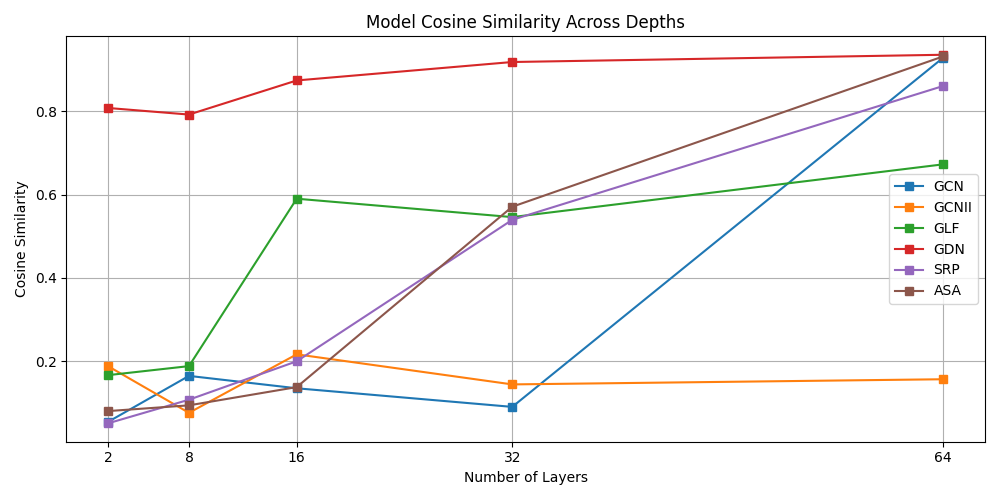 Model Cosine Similarity Across Depths
Cosine Similarity
0.8
0.6
0.4
0.2
GCN
GCNII
GLF
GDN
SRP
ASA
2 8 16 32 64
Number of Layers